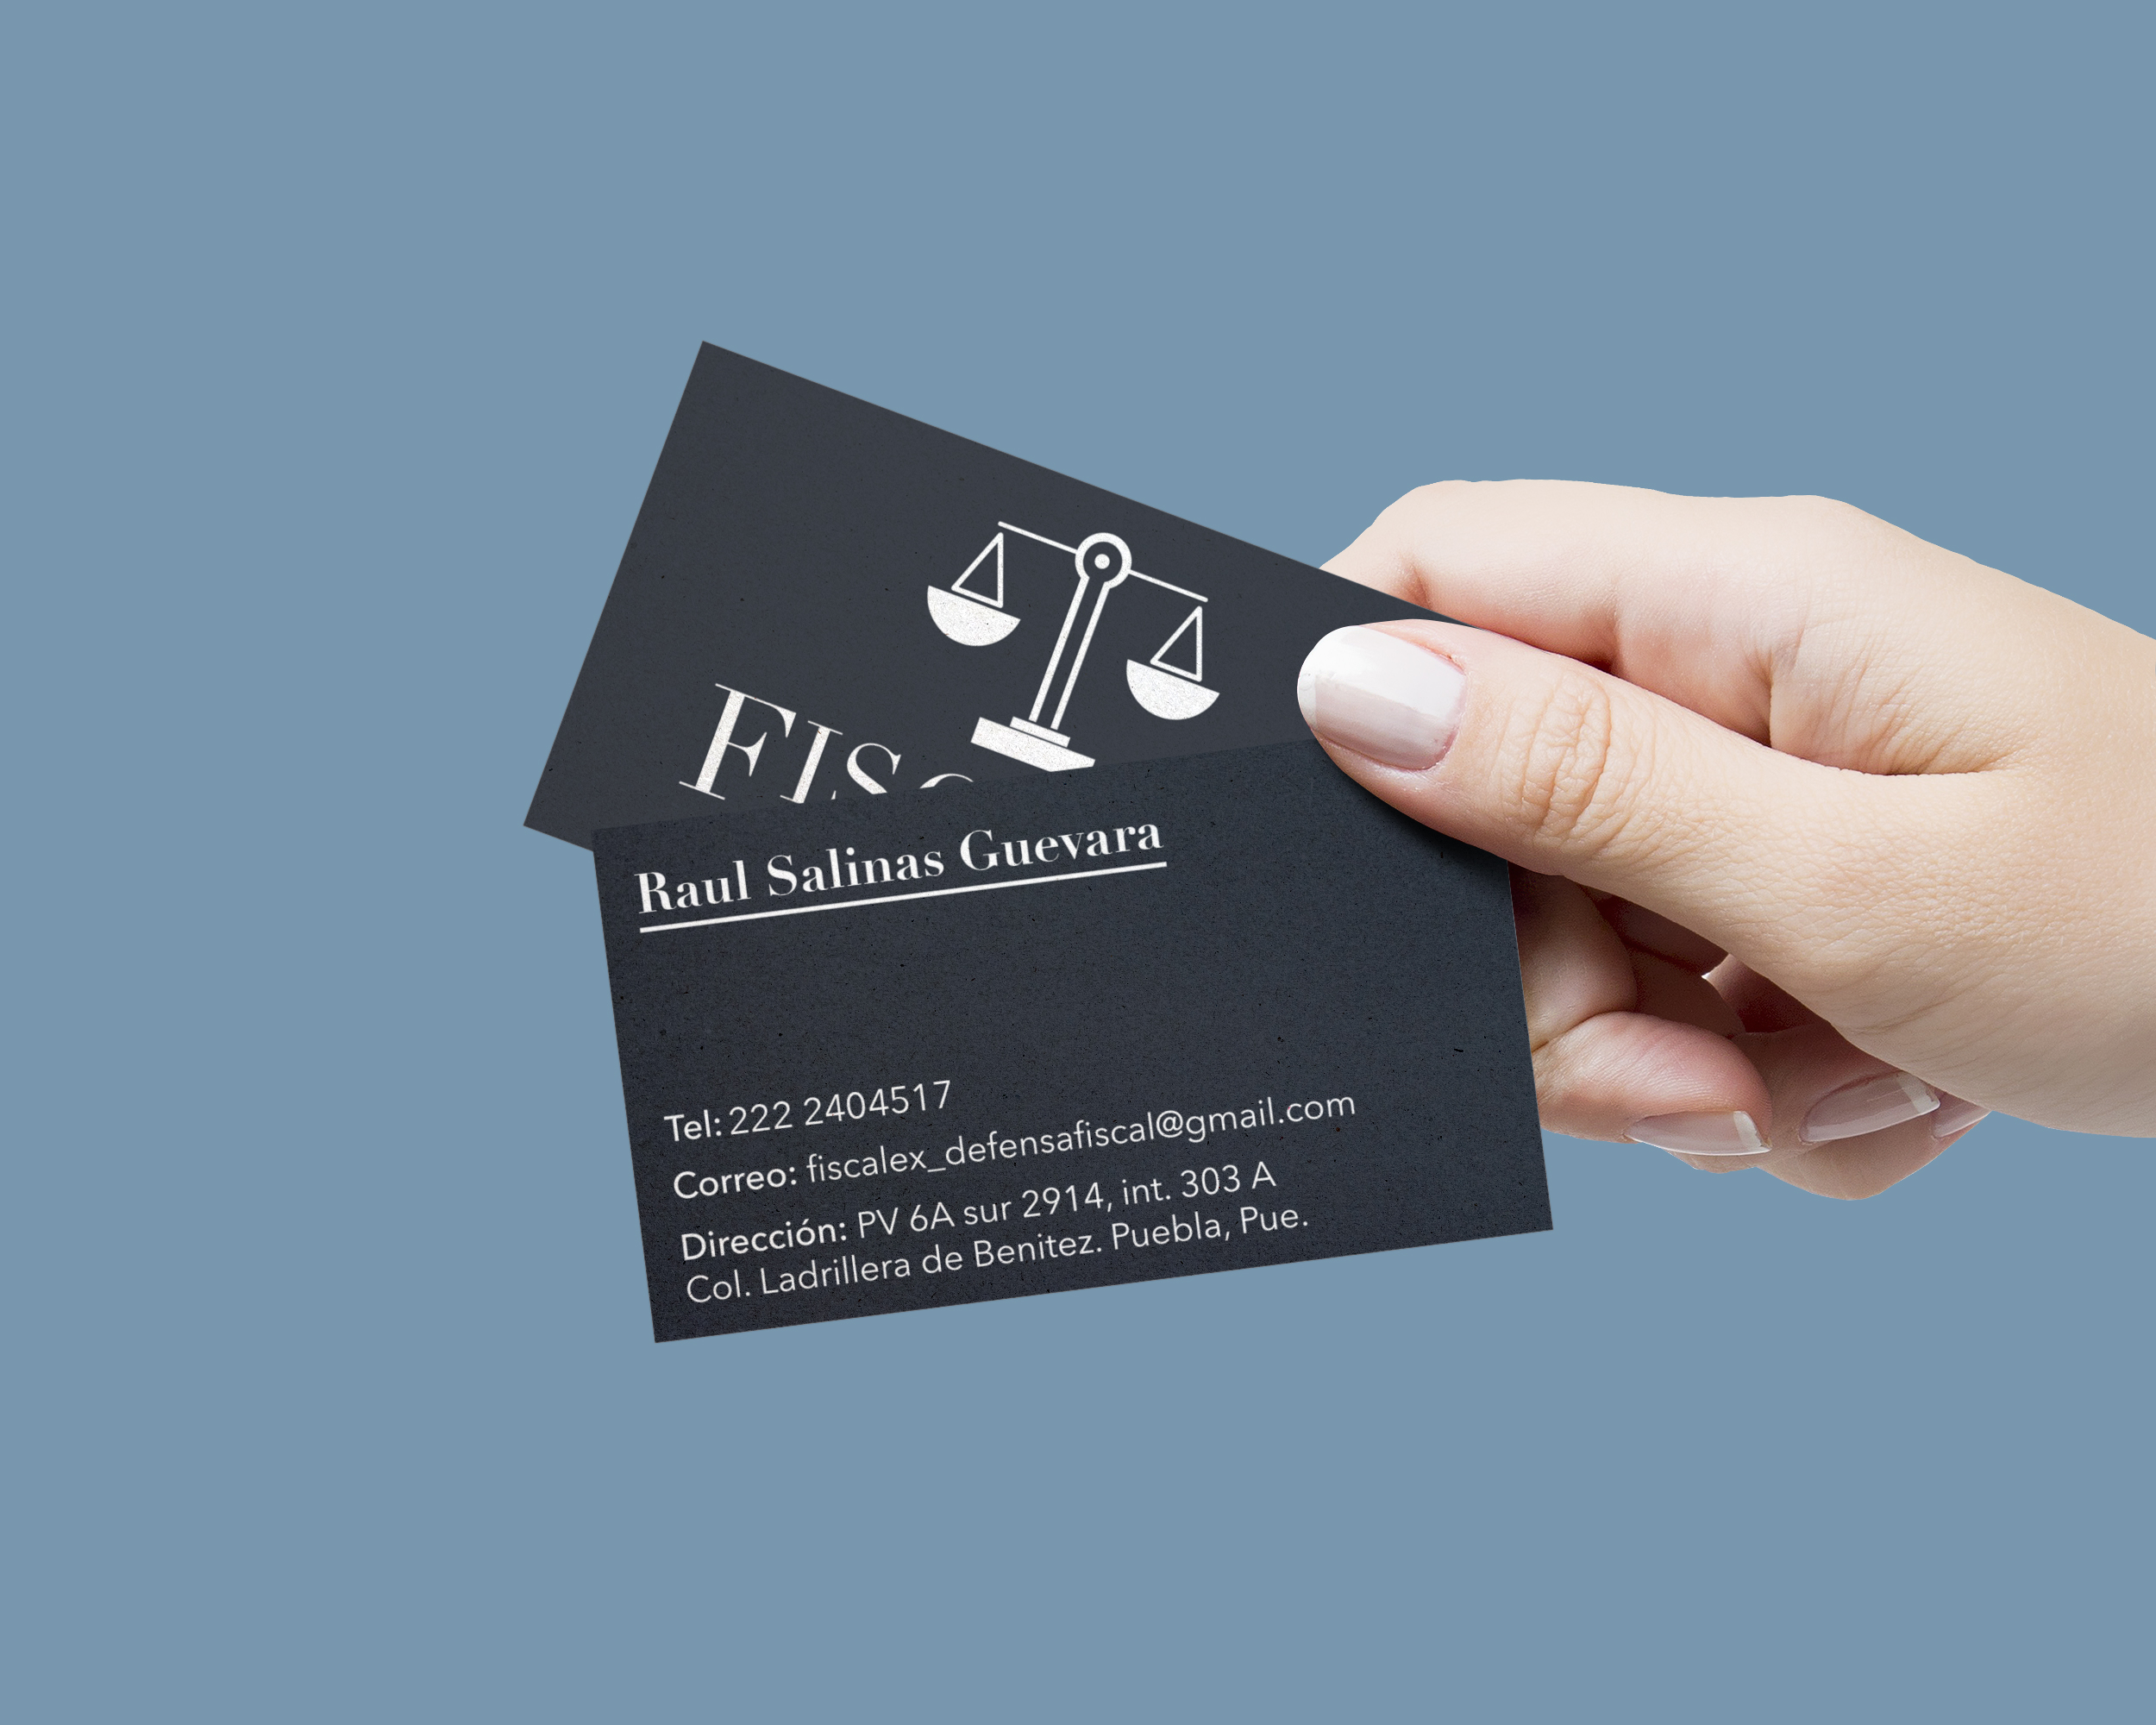 Raul Salinas Guevara
Tel: 222 2404517
Correo: fiscalex_defensafiscal@gmail.com
Dirección: PV 6A sur 2914, int. 303 A
Col. Ladrillera de Benitez. Puebla, Pue.